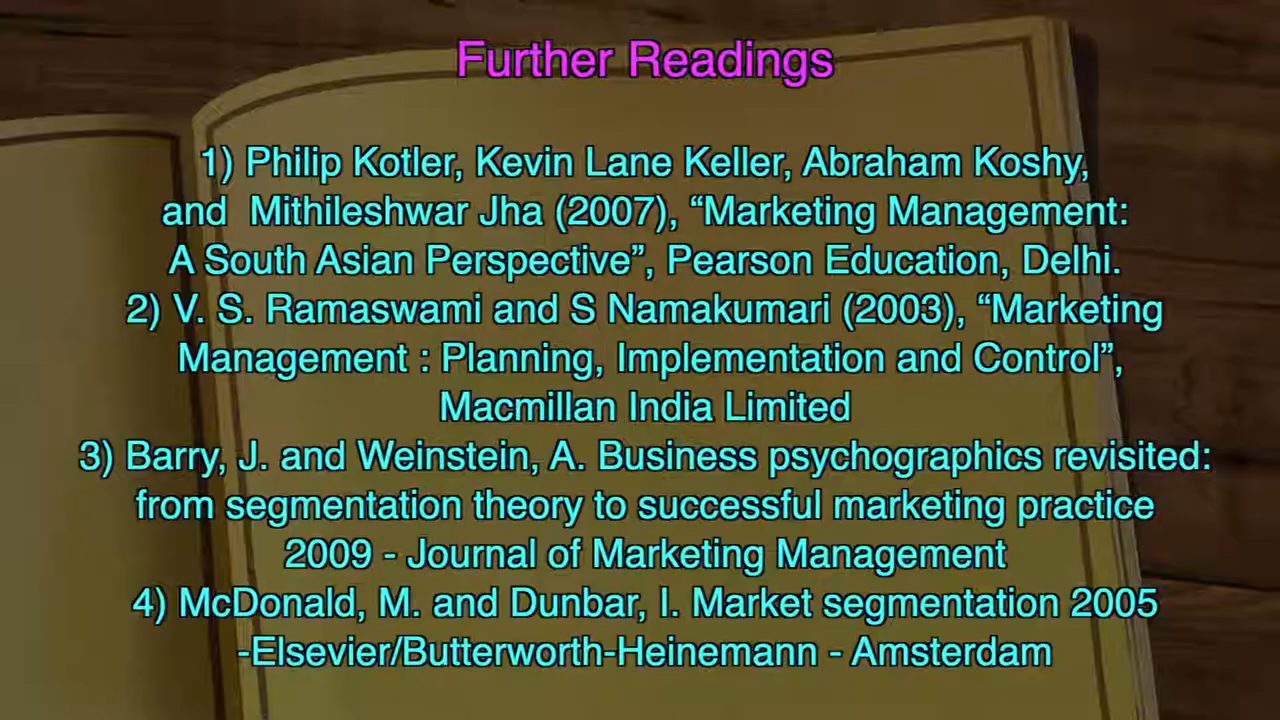 Further Readings
1) Philip Kotler, Kevin Lane Keller, Abraham Koshy,
and  Mithileshwar Jha (2007), “Marketing Management:
A South Asian Perspective”, Pearson Education, Delhi.
2) V. S. Ramaswami and S Namakumari (2003), “Marketing
Management : Planning, Implementation and Control”,
Macmillan India Limited
3) Barry, J. and Weinstein, A. Business psychographics revisited:
from segmentation theory to successful marketing practice
2009 - Journal of Marketing Management
4) McDonald, M. and Dunbar, I. Market segmentation 2005
-Elsevier/Butterworth-Heinemann - Amsterdam